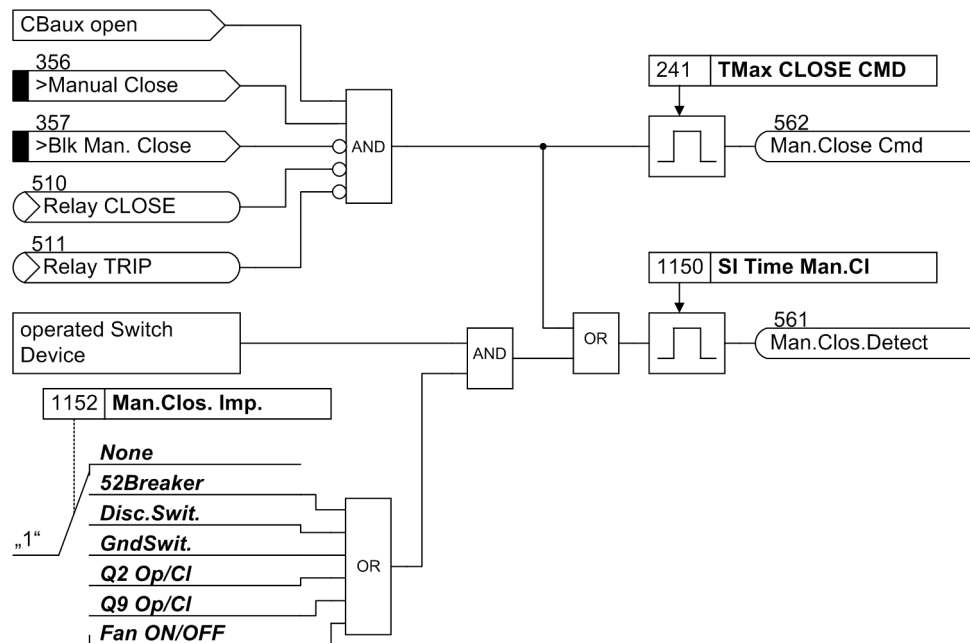 CBaux open
356
>Manual Close
357
>Blk Man. Close
510
Relay CLOSE
511
Relay TRIP
AND
241 TMax CLOSE CMD
562
Man.Close Cmd
1150 SI Time Man.Cl
561
Man.Clos.Detect
operated Switch
Device
AND
OR
1152 Man.Clos. Imp.
None
52Breaker
Disc.Swit.
GndSwit.
Q2 Op/Cl
Q9 Op/Cl
Fan ON/OFF
„1“
OR